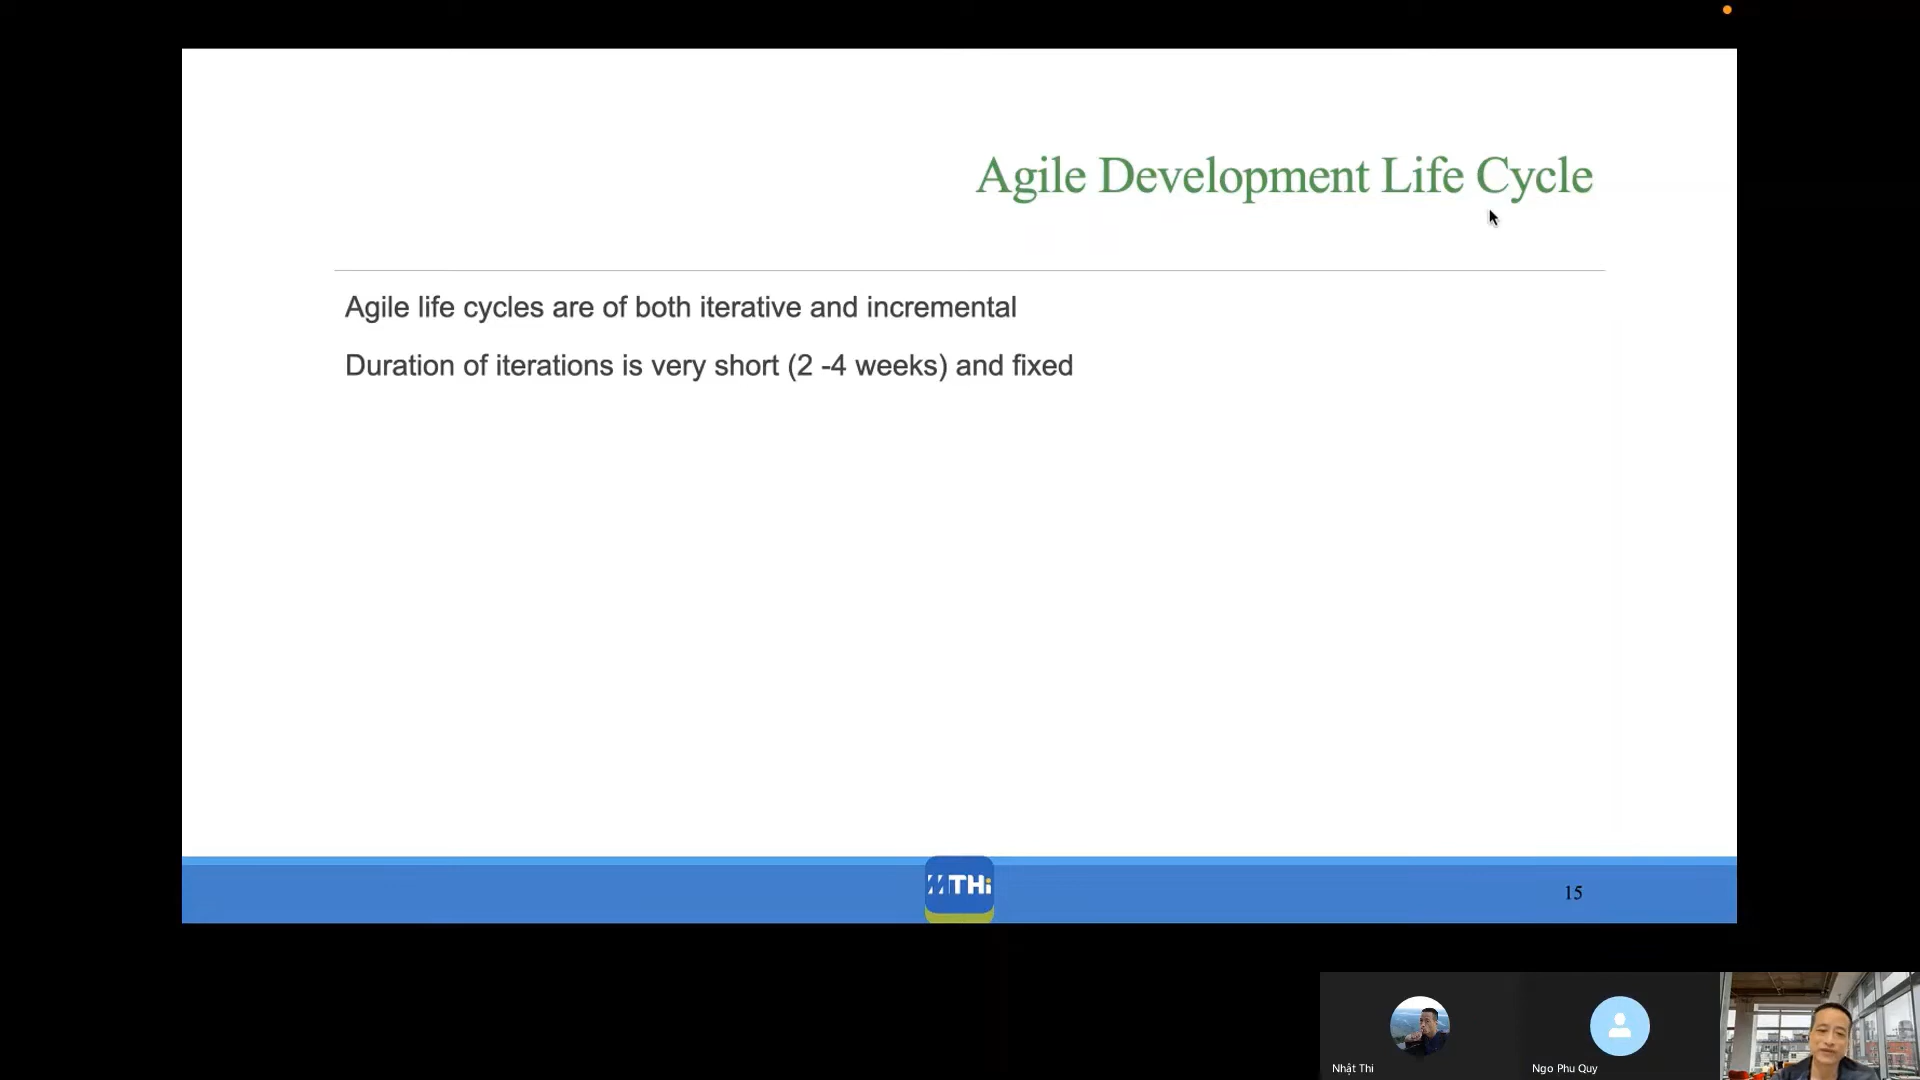 Agile Development Life Cycle
Agile life cycles are of both iterative and incremental
Duration of iterations is very short (2 -4 weeks) and fixed
MTHi
15
Nhật Thi
Ngo Phu Quy